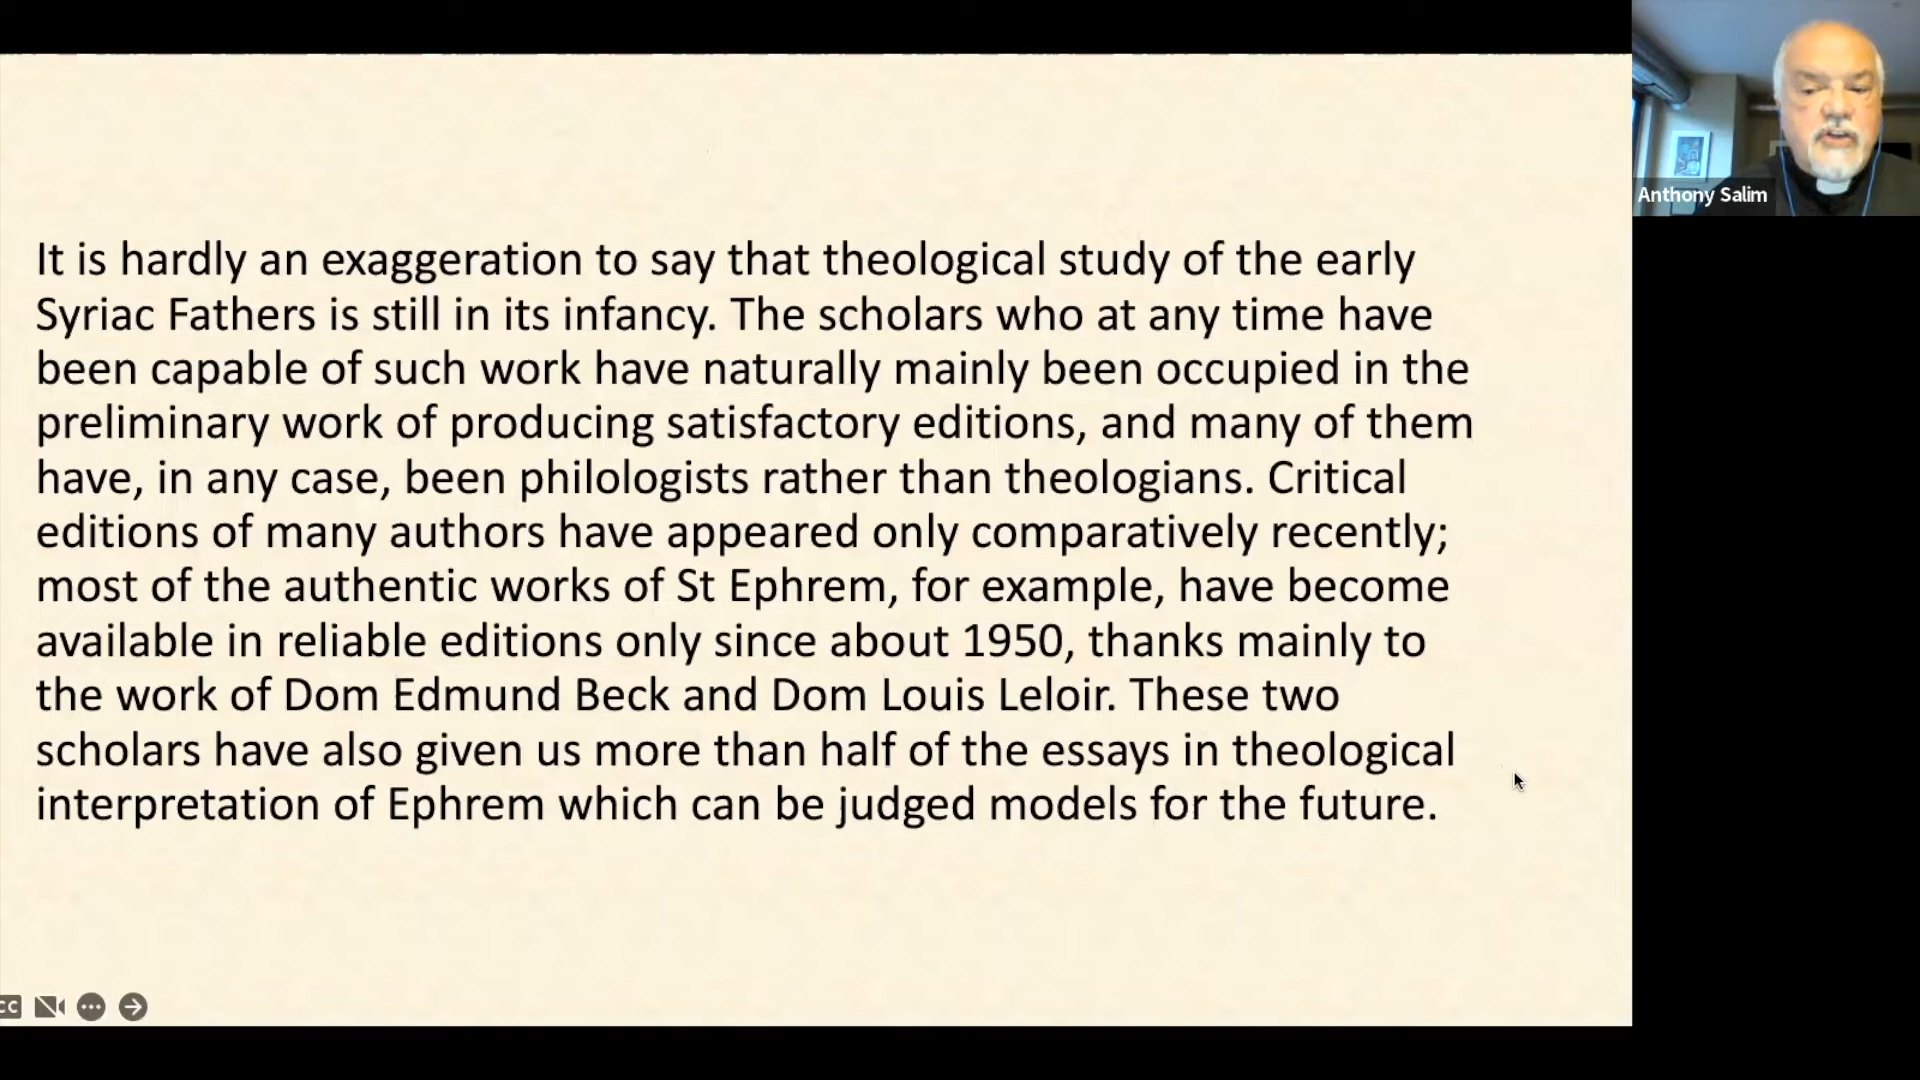 Anthony Salim
It is hardly an exaggeration to say that theological study of the early
Syriac Fathers is still in its infancy. The scholars who at any time have
been capable of such work have naturally mainly been occupied in the
preliminary work of producing satisfactory editions, and many of them
have, in any case, been philologists rather than theologians. Critical
editions of many authors have appeared only comparatively recently;
most of the authentic works of St Ephrem, for example, have become
available in reliable editions only since about 1950, thanks mainly to
the work of Dom Edmund Beck and Dom Louis Leloir. These two
scholars have also given us more than half of the essays in theological
interpretation of Ephrem which can be judged models for the future.
CC